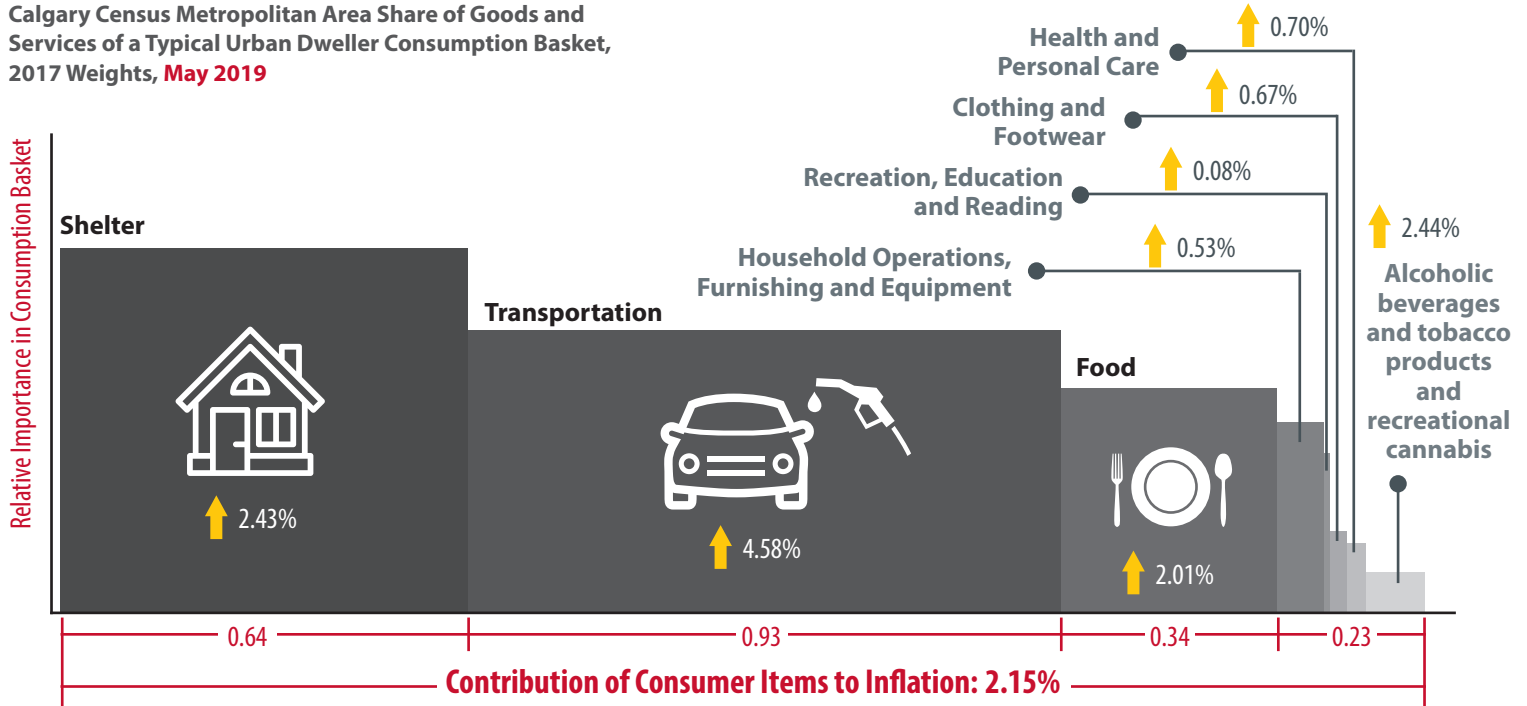 Calgary Census Metropolitan Area Share of Goods and
Services of a Typical Urban Dweller Consumption Basket,
2017 Weights, May 2019
Relative Importance in Consumption Basket
Health and
Personal Care
0.70%
Clothing and
Footwear
0.67%
Recreation, Education
and Reading
0.08%
Household Operations,
Furnishing and Equipment
0.53%
2.44%
Alcoholic
beverages
and tobacco
products
and
recreational
cannabis
Shelter
2.43%
Transportation
4.58%
Food
2.01%
0.64
0.93
0.34
0.23
Contribution of Consumer Items to Inflation: 2.15%